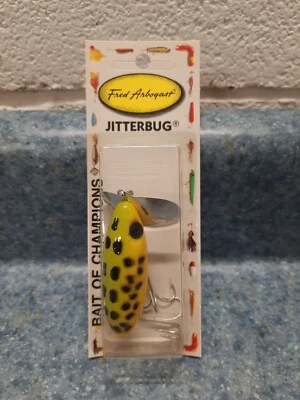 Fred Arbogast®
JITTERBUG®
BAIT OF CHAMPIONS